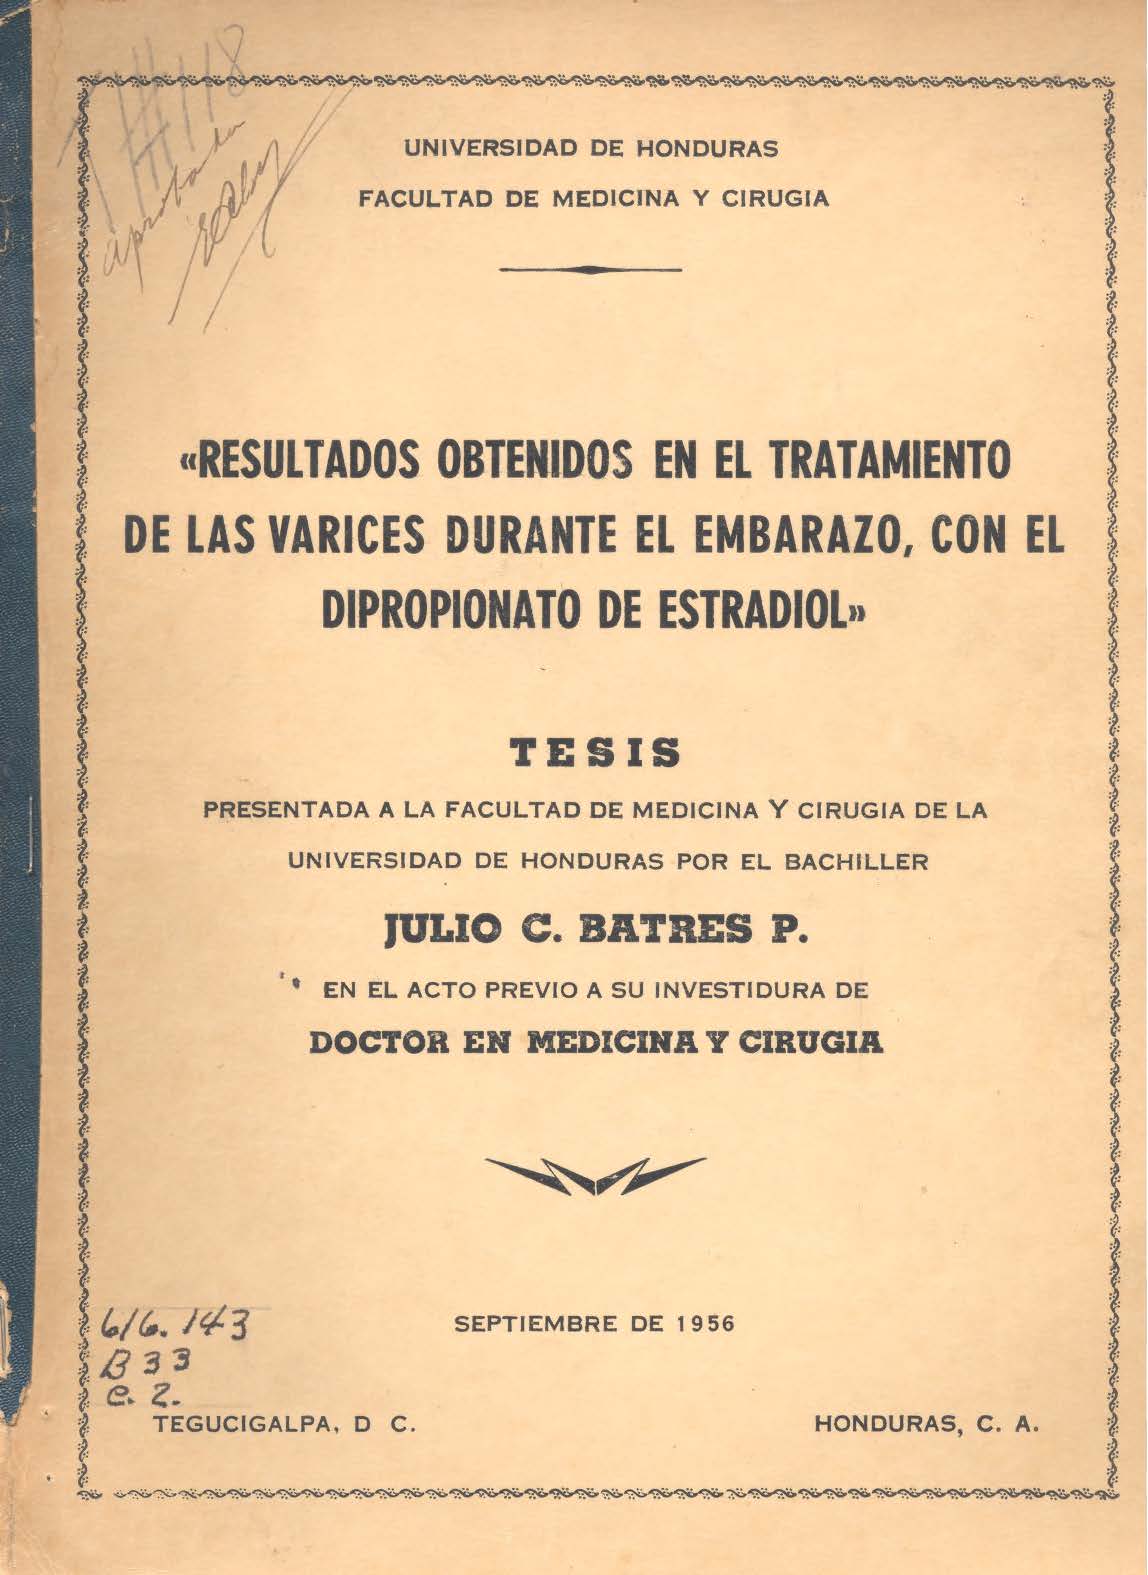 #118
aprobada
UNIVERSIDAD DE HONDURAS
FACULTAD DE MEDICINA Y CIRUGIA
«RESULTADOS OBTENIDOS EN EL TRATAMIENTO
DE LAS VARICES DURANTE EL EMBARAZO, CON EL
DIPROPIONATO DE ESTRADIOL»
TESIS
PRESENTADA A LA FACULTAD DE MEDICINA Y CIRUGIA DE LA
UNIVERSIDAD DE HONDURAS POR EL BACHILLER
JULIO C. BATRES P.
EN EL ACTO PREVIO A SU INVESTIDURA DE
DOCTOR EN MEDICINA Y CIRUGIA
SEPTIEMBRE DE 1956
616.143
B33
c. 2.
TEGUCIGALPA, D C.
HONDURAS, C. A.